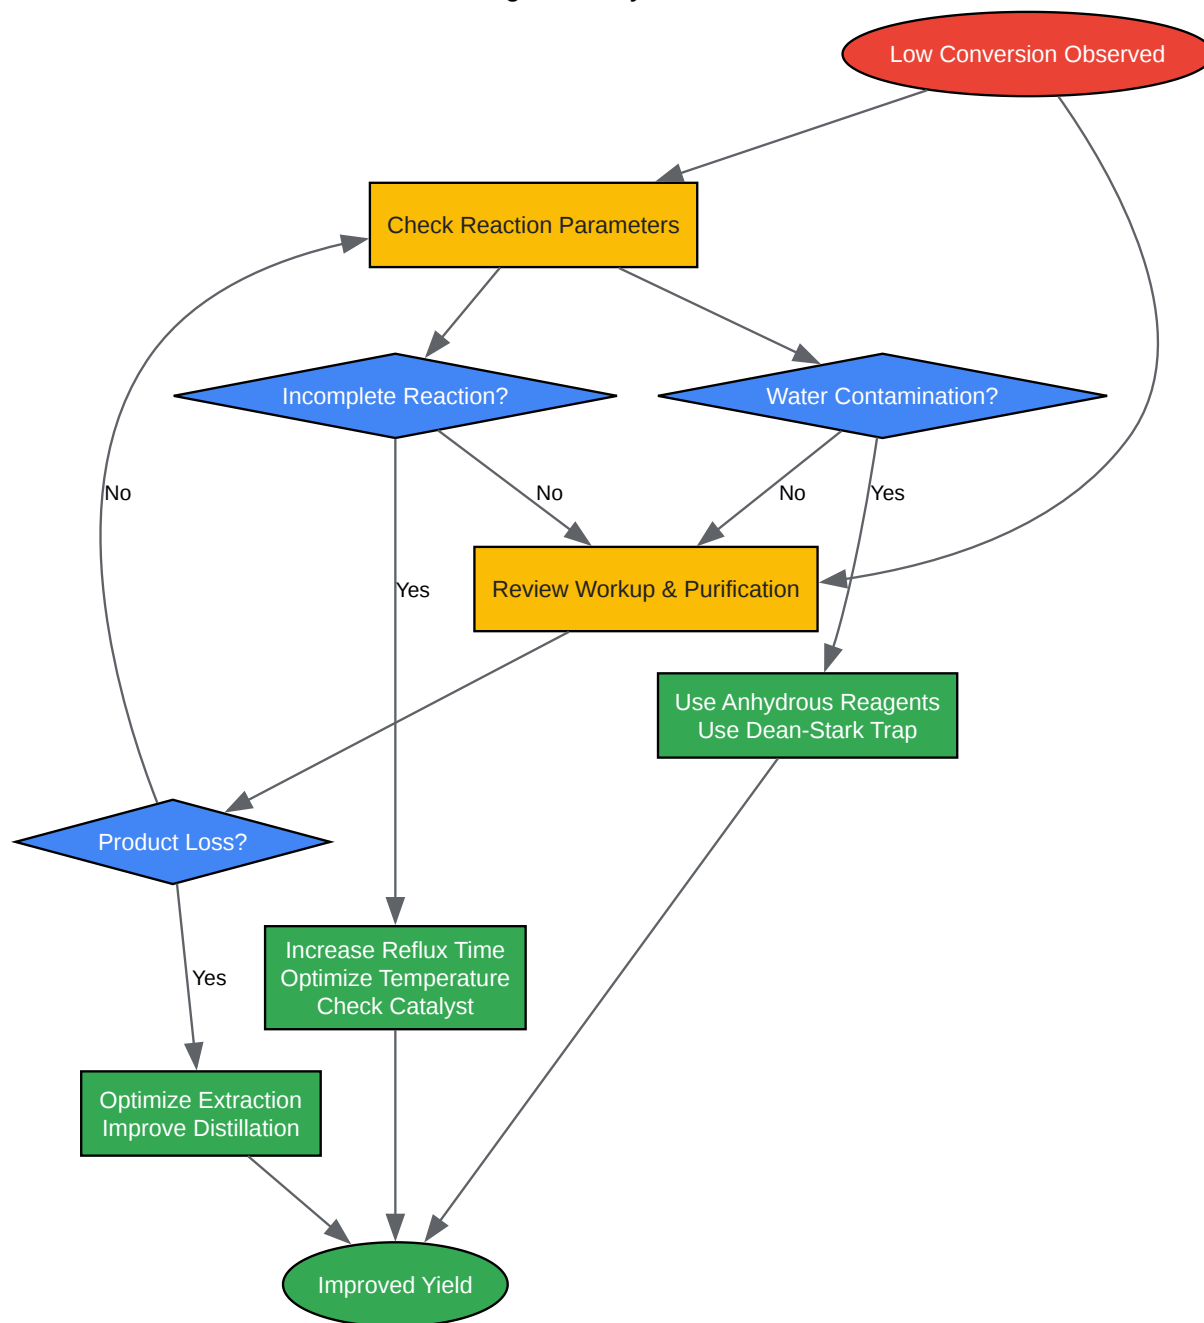 Low Conversion Observed
Check Reaction Parameters
Incomplete Reaction?
Water Contamination?
No
No
No
Yes
Yes
Review Workup & Purification
Use Anhydrous Reagents
Use Dean-Stark Trap
Product Loss?
Increase Reflux Time
Optimize Temperature
Check Catalyst
Yes
Optimize Extraction
Improve Distillation
Improved Yield